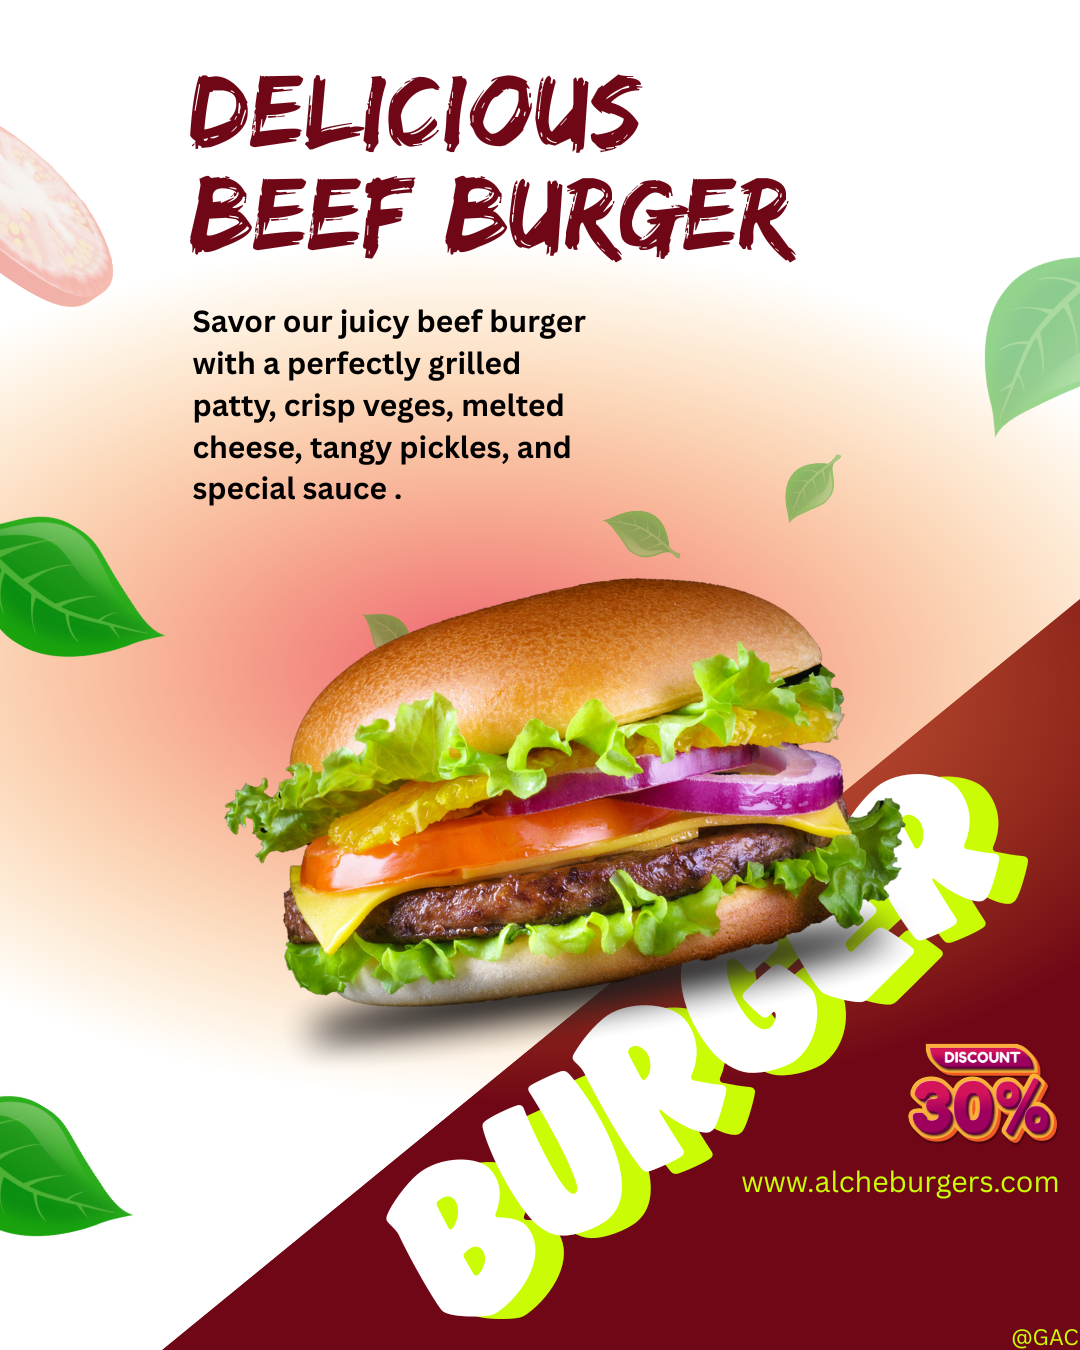 DELICIOUS
BEEF BURGER
Savor our juicy beef burger
with a perfectly grilled
patty, crisp veges, melted
cheese, tangy pickles, and
special sauce .
BURGER
DISCOUNT
30%
www.alcheburgers.com
@GAC